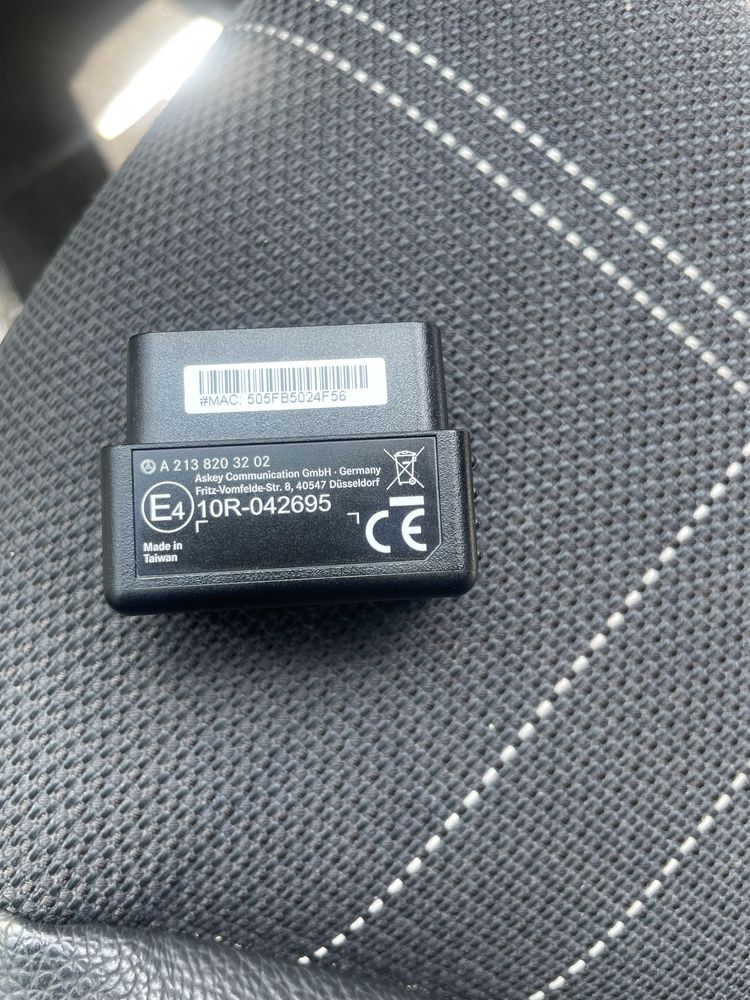 #MAC: 505FB5024F56
A 213 820 32 02
Askey Communication GmbH · Germany
Fritz-Vomfelde-Str. 8, 40547 Düsseldorf
E4 10R-042695
Made in
Taiwan
CE